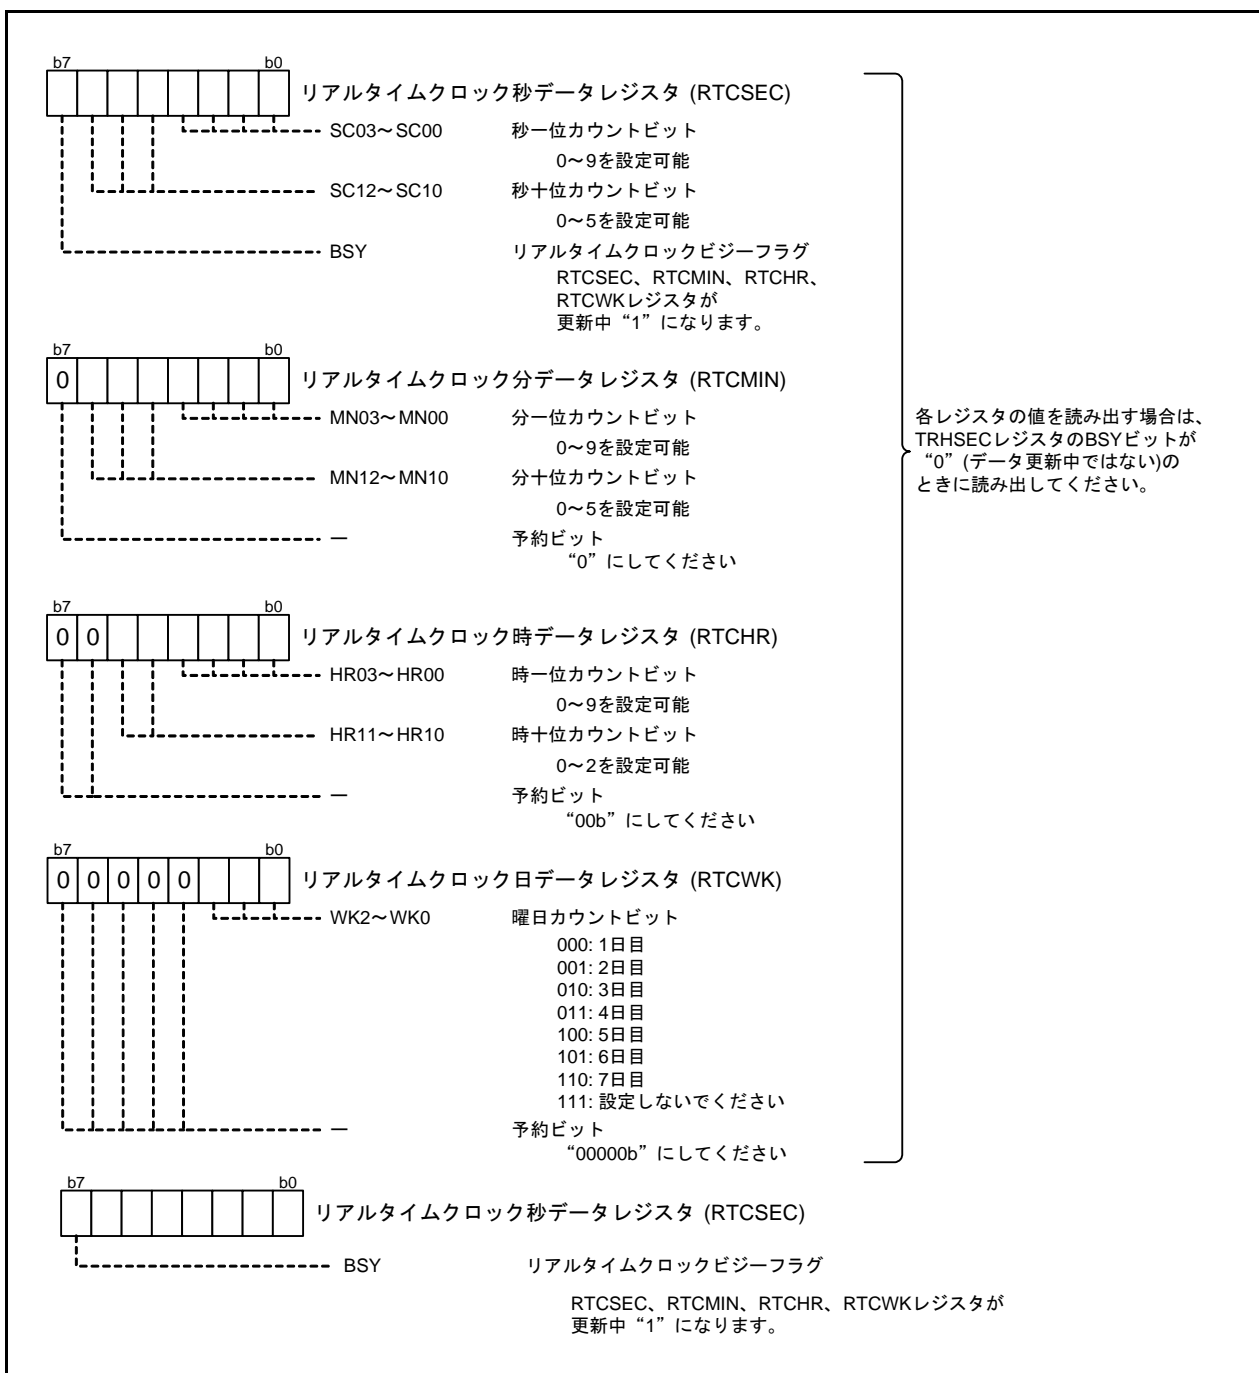 b7 b0
リアルタイムクロック秒データレジスタ (RTCSEC)
SC03～SC00 秒一位カウントビット
0～9を設定可能
SC12～SC10 秒十位カウントビット
0～5を設定可能
BSY リアルタイムクロックビジーフラグ
RTCSEC、RTCMIN、RTCHR、
RTCWKレジスタが
更新中“1”になります。
b7 b0
0 リアルタイムクロック分データレジスタ (RTCMIN)
MN03～MN00 分一位カウントビット
0～9を設定可能
MN12～MN10 分十位カウントビット
0～5を設定可能
― 予約ビット
“0”にしてください
各レジスタの値を読み出す場合は、
TRHSECレジスタのBSYビットが
“0”(データ更新中ではない)の
ときに読み出してください。
b7 b0
0 0 リアルタイムクロック時データレジスタ (RTCHR)
HR03～HR00 時一位カウントビット
0～9を設定可能
HR11～HR10 時十位カウントビット
0～2を設定可能
― 予約ビット
“00b”にしてください
b7 b0
0 0 0 0 0 リアルタイムクロック日データレジスタ (RTCWK)
WK2～WK0 曜日カウントビット
000: 1日目
001: 2日目
010: 3日目
011: 4日目
100: 5日目
101: 6日目
110: 7日目
111: 設定しないでください
― 予約ビット
“00000b”にしてください
b7 b0
リアルタイムクロック秒データレジスタ (RTCSEC)
BSY リアルタイムクロックビジーフラグ
RTCSEC、RTCMIN、RTCHR、RTCWKレジスタが
更新中“1”になります。